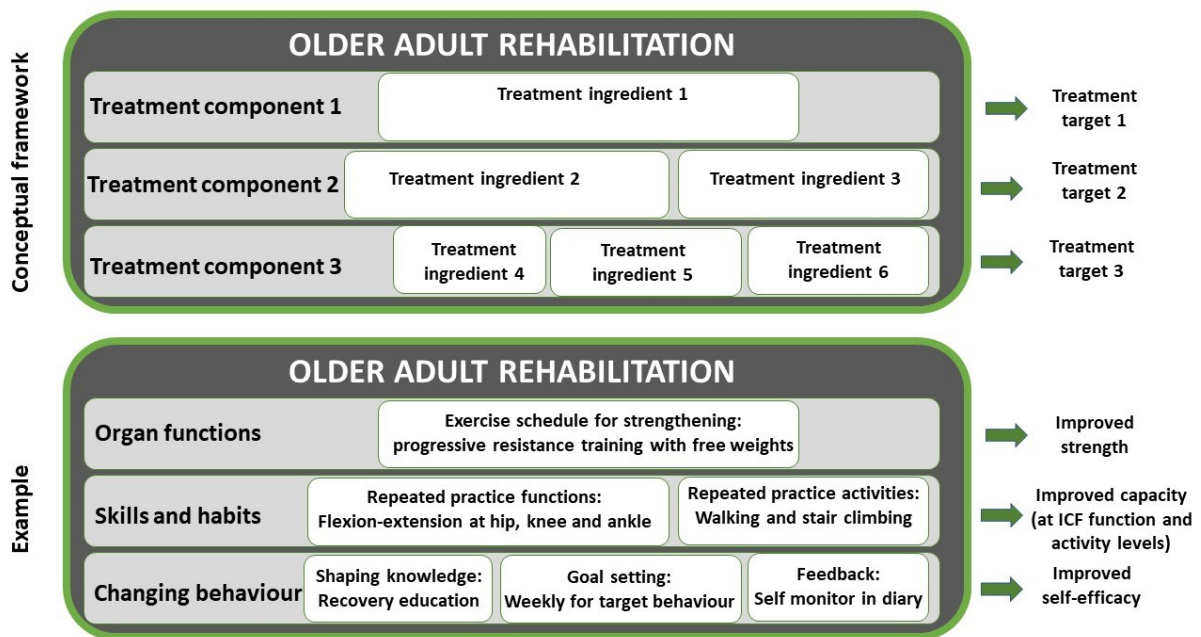 Conceptual framework
OLDER ADULT REHABILITATION
Treatment component 1
Treatment ingredient 1
Treatment
target 1
Treatment component 2
Treatment ingredient 2
Treatment ingredient 3
Treatment
target 2
Treatment component 3
Treatment
ingredient 4
Treatment
ingredient 5
Treatment
ingredient 6
Treatment
target 3
Example
OLDER ADULT REHABILITATION
Organ functions
Exercise schedule for strengthening:
progressive resistance training with free weights
Improved
strength
Skills and habits
Repeated practice functions:
Flexion-extension at hip, knee and ankle
Repeated practice activities:
Walking and stair climbing
Improved capacity
(at ICF function and
activity levels)
Changing behaviour
Shaping knowledge:
Recovery education
Goal setting:
Weekly for target behaviour
Feedback:
Self monitor in diary
Improved
self-efficacy